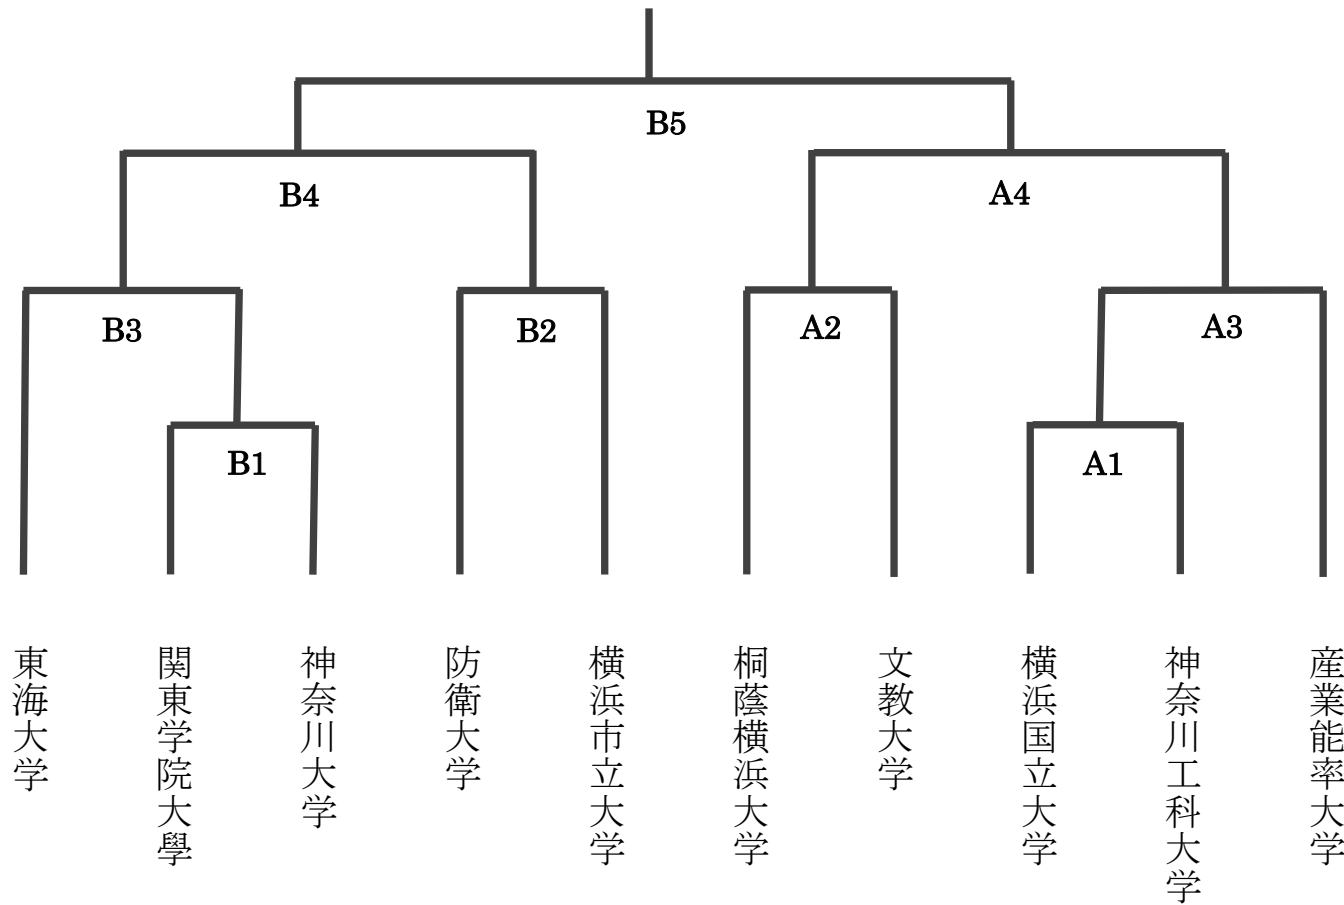 B5
B4
A4
B3
B2
A2
A3
B1
A1
東海大学
関東学院大學
神奈川大学
防衛大学
横浜市立大学
桐蔭横浜大学
文教大学
横浜国立大学
神奈川工科大学
産業能率大学